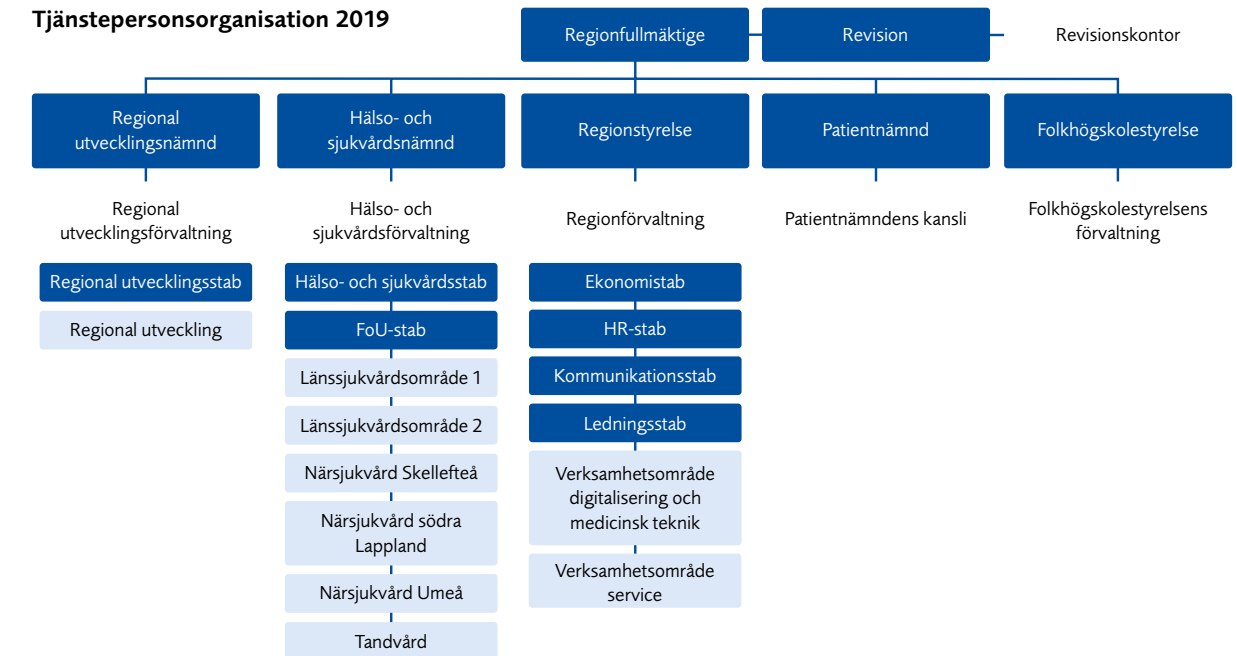 Tjänstepersonsorganisation 2019
Regionfullmäktige
Revision
Revisionskontor
Regional
utvecklingsnämnd
Hälso- och
sjukvårdsnämnd
Regionstyrelse
Patientnämnd
Folkhögskolestyrelse
Regional
utvecklingsförvaltning
Hälso- och
sjukvårdsförvaltning
Regionförvaltning
Patientnämndens kansli
Folkhögskolestyrelsens
förvaltning
Regional utvecklingsstab
Regional utveckling
Hälso- och sjukvårdsstab
FoU-stab
Länssjukvårdsområde 1
Länssjukvårdsområde 2
Närsjukvård Skellefteå
Närsjukvård södra
Lappland
Närsjukvård Umeå
Tandvård
Ekonomistab
HR-stab
Kommunikationsstab
Ledningsstab
Verksamhetsområde
digitalisering och
medicinsk teknik
Verksamhetsområde
service